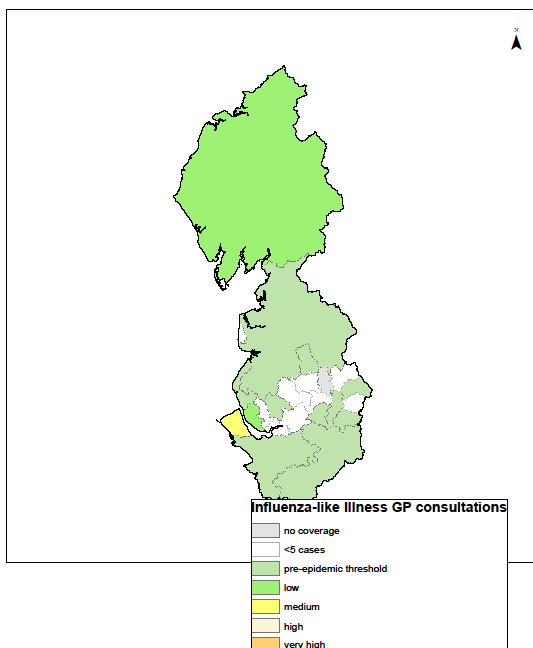 N
Influenza-like Illness GP consultations
no coverage
<5 cases
pre-epidemic threshold
low
medium
high
very high